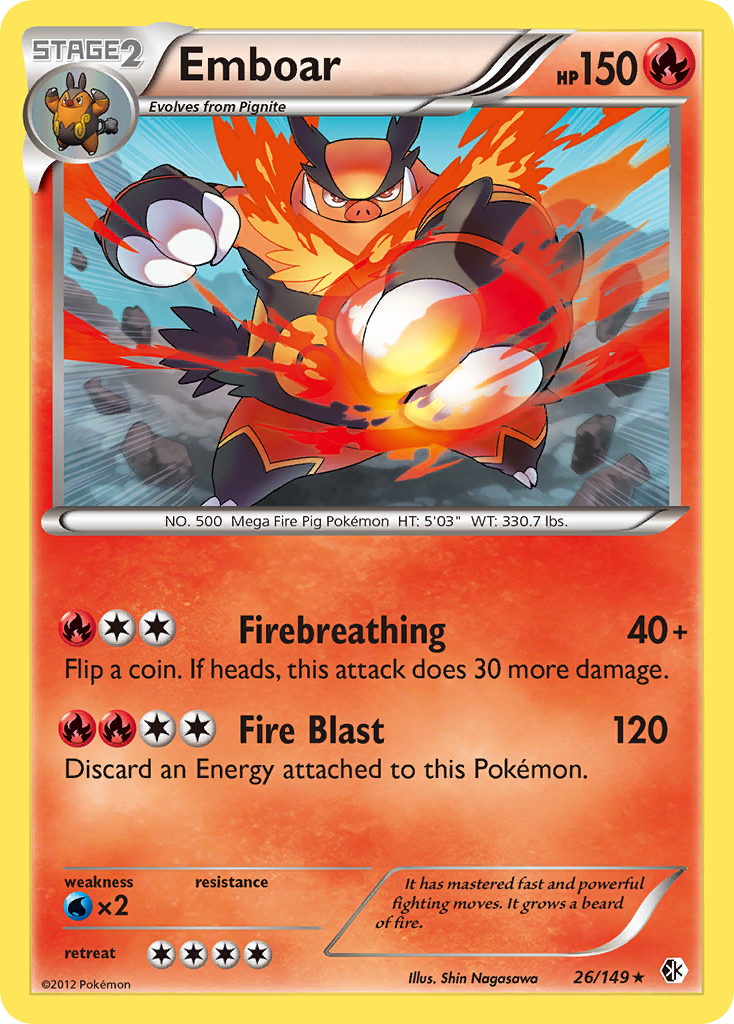 STAGE2
Emboar
HP150
Evolves from Pignite
NO. 500 Mega Fire Pig Pokémon HT: 5'03" WT: 330.7 lbs.
Firebreathing 40+
Flip a coin. If heads, this attack does 30 more damage.
Fire Blast 120
Discard an Energy attached to this Pokémon.
weakness resistance
×2
retreat
It has mastered fast and powerful
fighting moves. It grows a beard
of fire.
©2012 Pokémon
Illus. Shin Nagasawa 26/149 ★